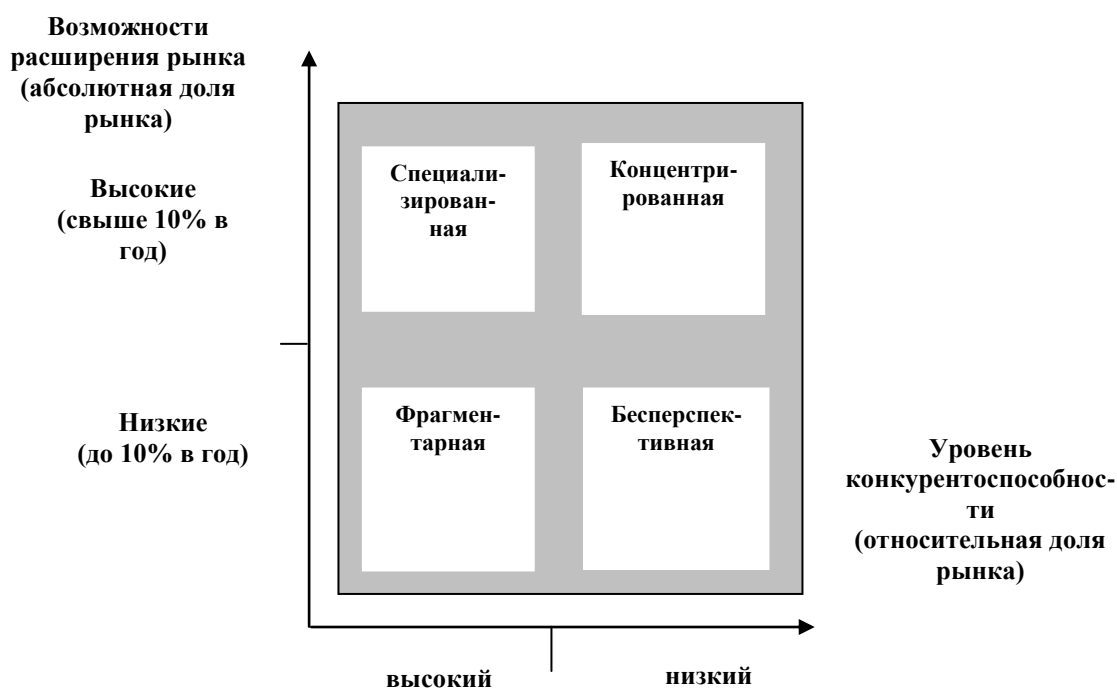 Возможности
расширения рынка
(абсолютная доля
рынка)
Высокие
(свыше 10% в
год)
Специали-
зирован-
ная
Концентри-
рованная
Низкие
(до 10% в год)
Фрагмен-
тарная
Бесперспек-
тивная
Уровень
конкурентоспособнос-
ти
(относительная доля
рынка)
высокий
низкий